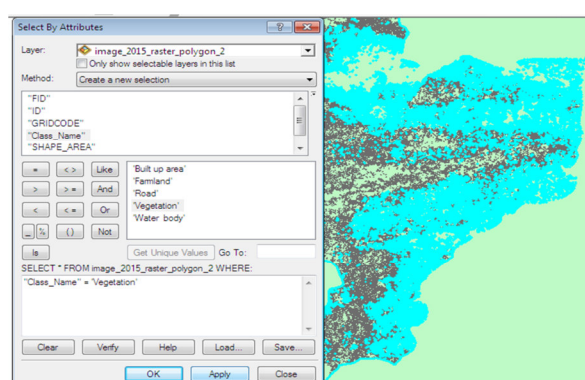 Select By Attributes
Layer: image_2015_raster_polygon_2
Only show selectable layers in this list
Method: Create a new selection
"FID"
"ID"
"GRIDCODE"
"Class_Name"
"SHAPE_AREA"
= < > Like
> > = And
< < = Or
_ % ( ) Not
Is
'Built up area'
'Farmland'
'Road'
'Vegetation'
'Water body'
Get Unique Values Go To:
SELECT * FROM image_2015_raster_polygon_2 WHERE:
"Class_Name" = 'Vegetation'
Clear Verify Help Load... Save...
OK Apply Close